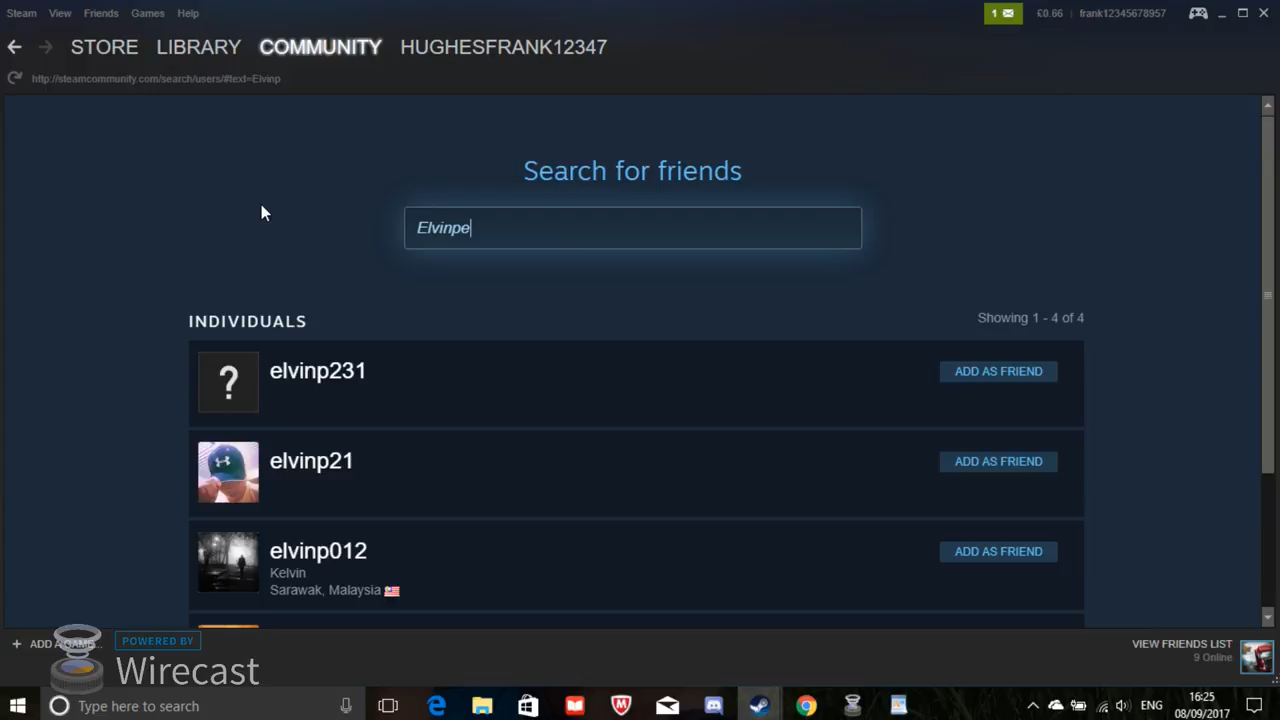 Steam View Friends Games Help
1 £0.66 frank12345678957
STORE LIBRARY COMMUNITY HUGHESFRANK12347
http://steamcommunity.com/search/users/#text=Elvinp
Search for friends
Elvinpe
INDIVIDUALS
Showing 1 - 4 of 4
?
elvinp231
ADD AS FRIEND
elvinp21
ADD AS FRIEND
elvinp012
Kelvin
Sarawak, Malaysia
ADD AS FRIEND
+ ADD A GAME...
POWERED BY
Wirecast
VIEW FRIENDS LIST
9 Online
Type here to search
ENG
16:25
08/09/2017